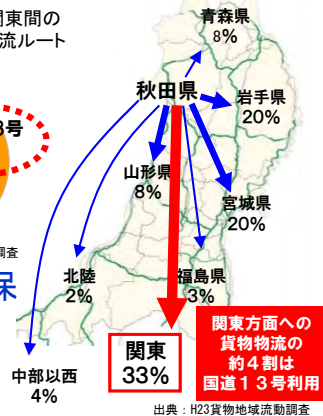 関東間の
流ルート
青森県
8%
秋田県
岩手県
20%
3号
山形県
8%
宮城県
20%
調査
保
北陸
2%
福島県
3%
関東
33%
関東方面への
貨物物流の
約4割は
国道13号利用
中部以西
4%
出典:H23貨物地域流動調査